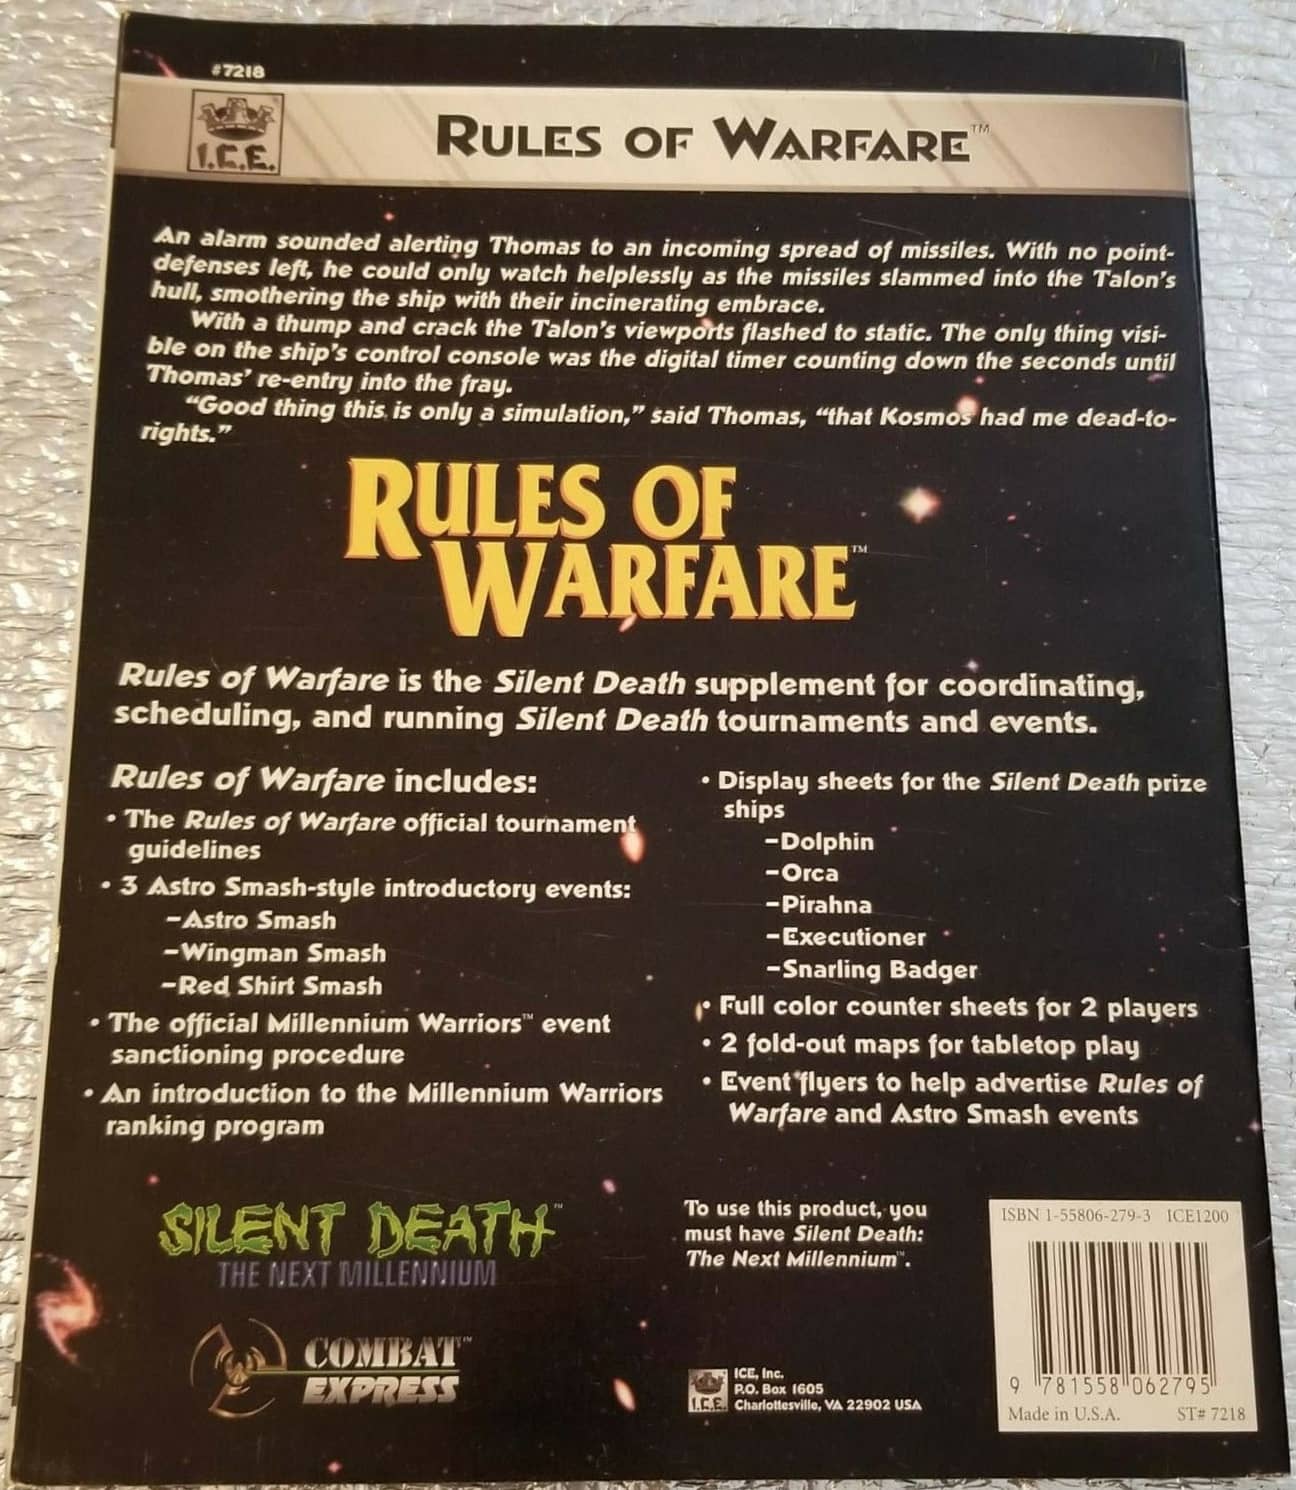 #7218
I.C.E.
RULES OF WARFARE™
An alarm sounded alerting Thomas to an incoming spread of missiles. With no point-
defenses left, he could only watch helplessly as the missiles slammed into the Talon's
hull, smothering the ship with their incinerating embrace.
With a thump and crack the Talon's viewports flashed to static. The only thing visi-
ble on the ship's control console was the digital timer counting down the seconds until
Thomas' re-entry into the fray.
“Good thing this is only a simulation,” said Thomas, “that Kosmos had me dead-to-
rights.”
RULES OF
WARFARE™
Rules of Warfare is the Silent Death supplement for coordinating,
scheduling, and running Silent Death tournaments and events.
Rules of Warfare includes:
• The Rules of Warfare official tournament
guidelines
• 3 Astro Smash-style introductory events:
–Astro Smash
–Wingman Smash
–Red Shirt Smash
• The official Millennium Warriors™ event
sanctioning procedure
• An introduction to the Millennium Warriors
ranking program
• Display sheets for the Silent Death prize
ships
–Dolphin
–Orca
–Pirahna
–Executioner
–Snarling Badger
• Full color counter sheets for 2 players
• 2 fold-out maps for tabletop play
• Event flyers to help advertise Rules of
Warfare and Astro Smash events
SILENT DEATH™
THE NEXT MILLENNIUM
COMBAT™
EXPRESS
To use this product, you
must have Silent Death:
The Next Millennium™.
I.C.E.
ICE, Inc.
P.O. Box 1605
Charlottesville, VA 22902 USA
ISBN 1-55806-279-3 ICE1200
9 781558 062795
Made in U.S.A. ST# 7218